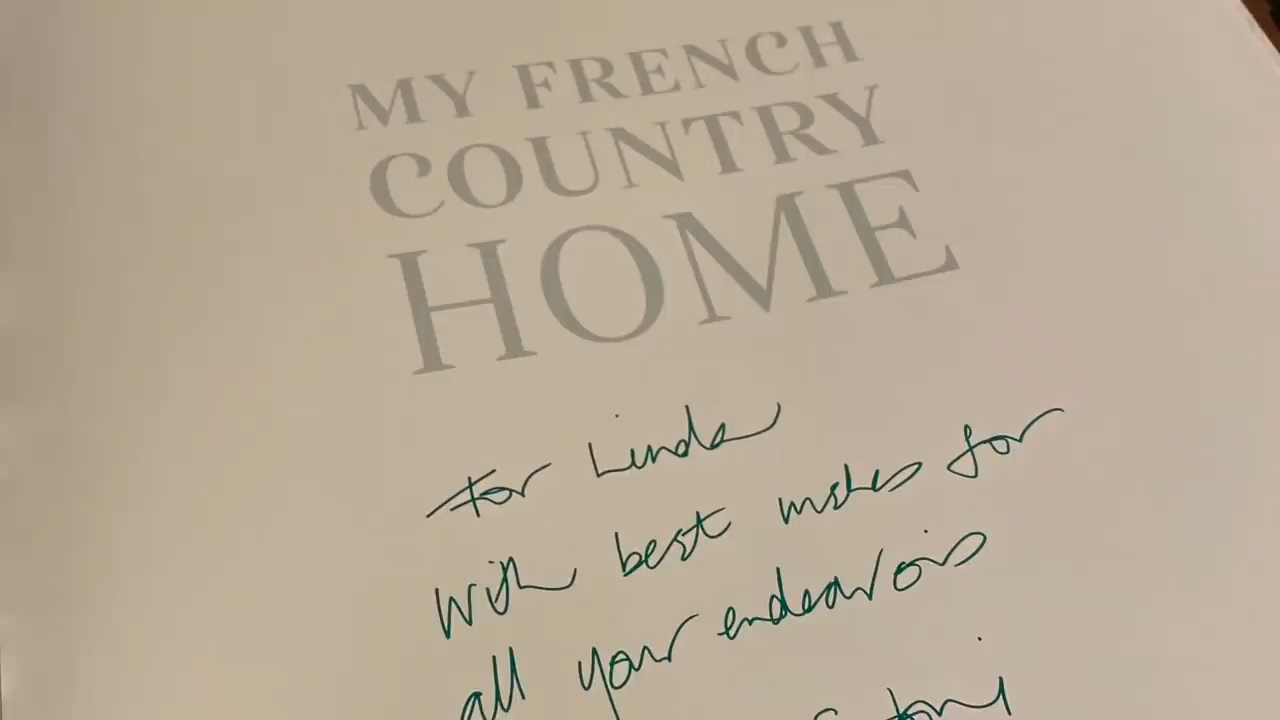 MY FRENCH
COUNTRY
HOME
For Linda
With best wishes for
all your endeavors